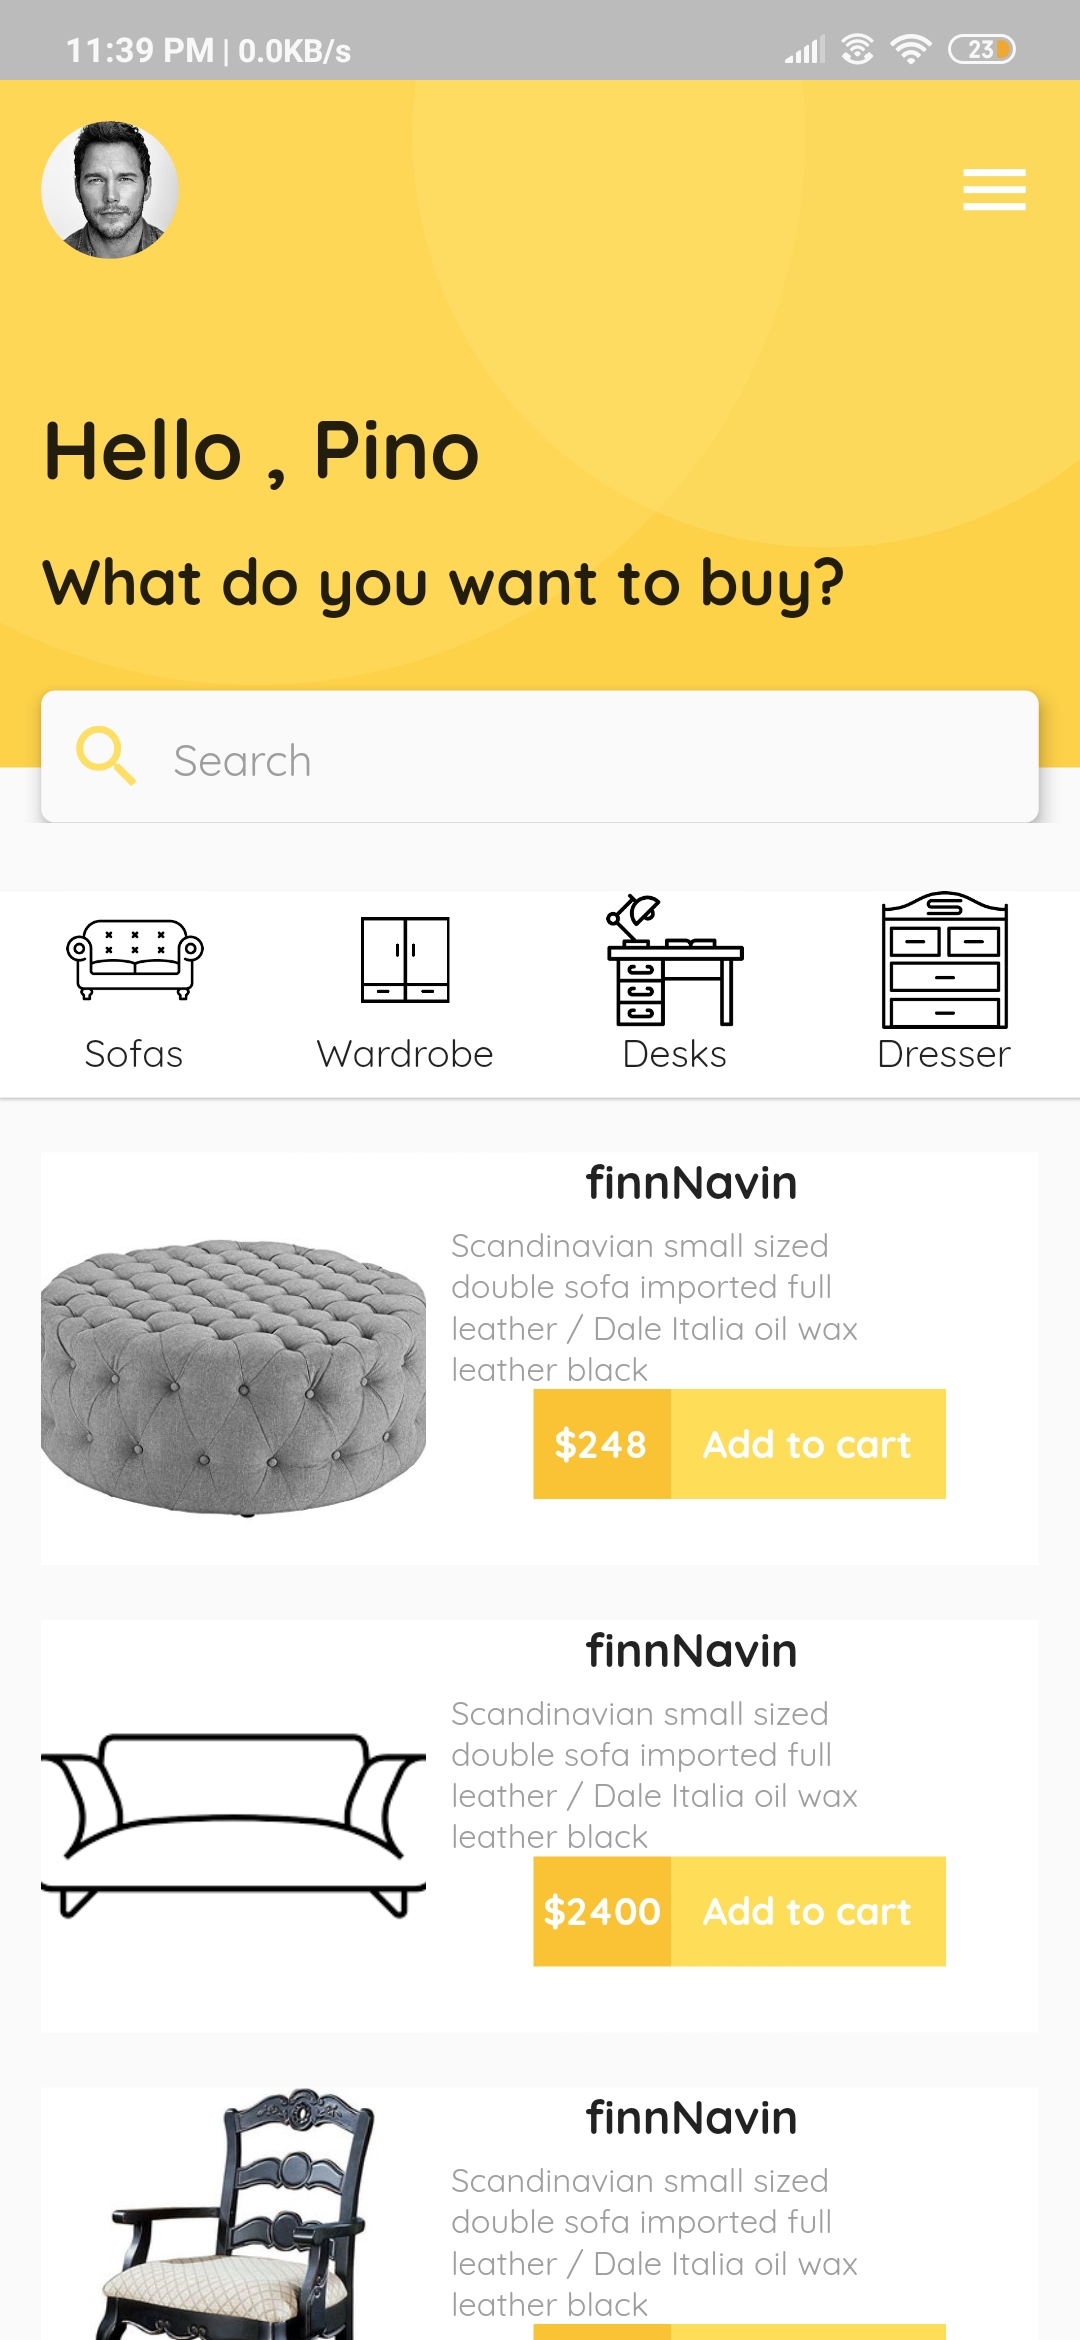 11:39 PM | 0.0KB/s
23
Hello , Pino
What do you want to buy?
Search
Sofas
Wardrobe
Desks
Dresser
finnNavin
Scandinavian small sized
double sofa imported full
leather / Dale Italia oil wax
leather black
$248
Add to cart
finnNavin
Scandinavian small sized
double sofa imported full
leather / Dale Italia oil wax
leather black
$2400
Add to cart
finnNavin
Scandinavian small sized
double sofa imported full
leather / Dale Italia oil wax
leather black